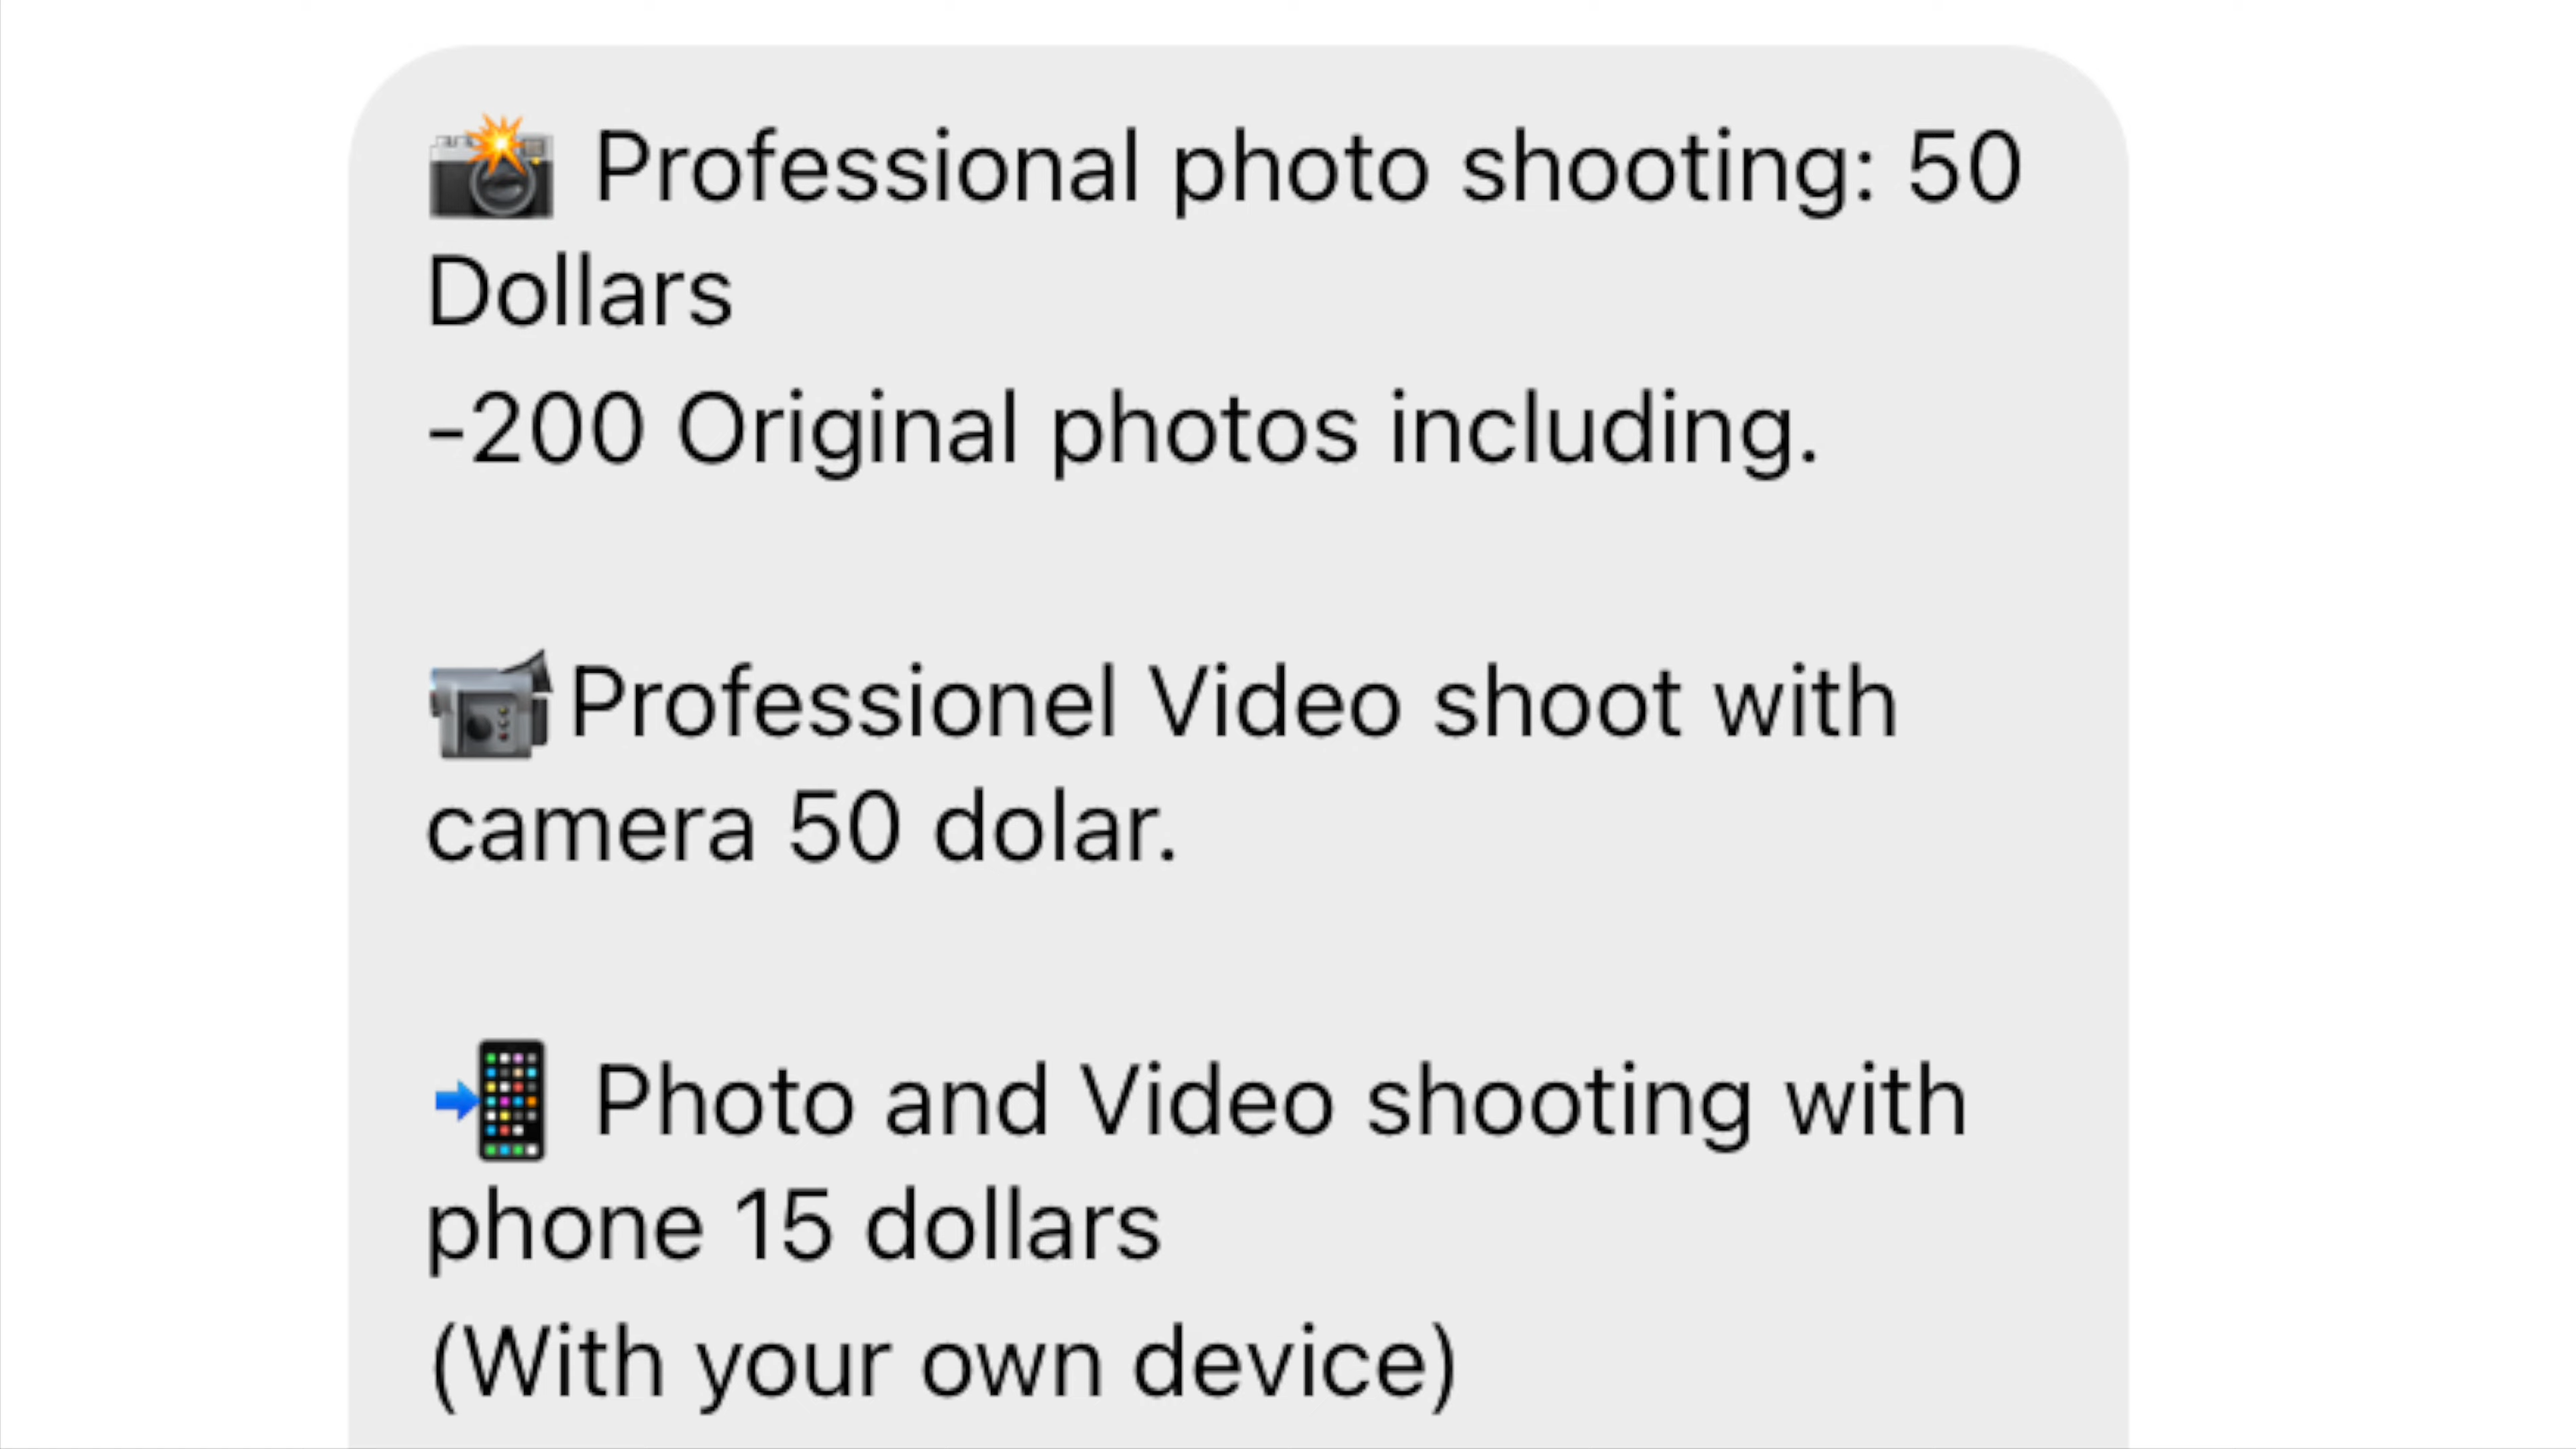 📸 Professional photo shooting: 50
Dollars
-200 Original photos including.
📹Professionel Video shoot with
camera 50 dolar.
📲 Photo and Video shooting with
phone 15 dollars
(With your own device)